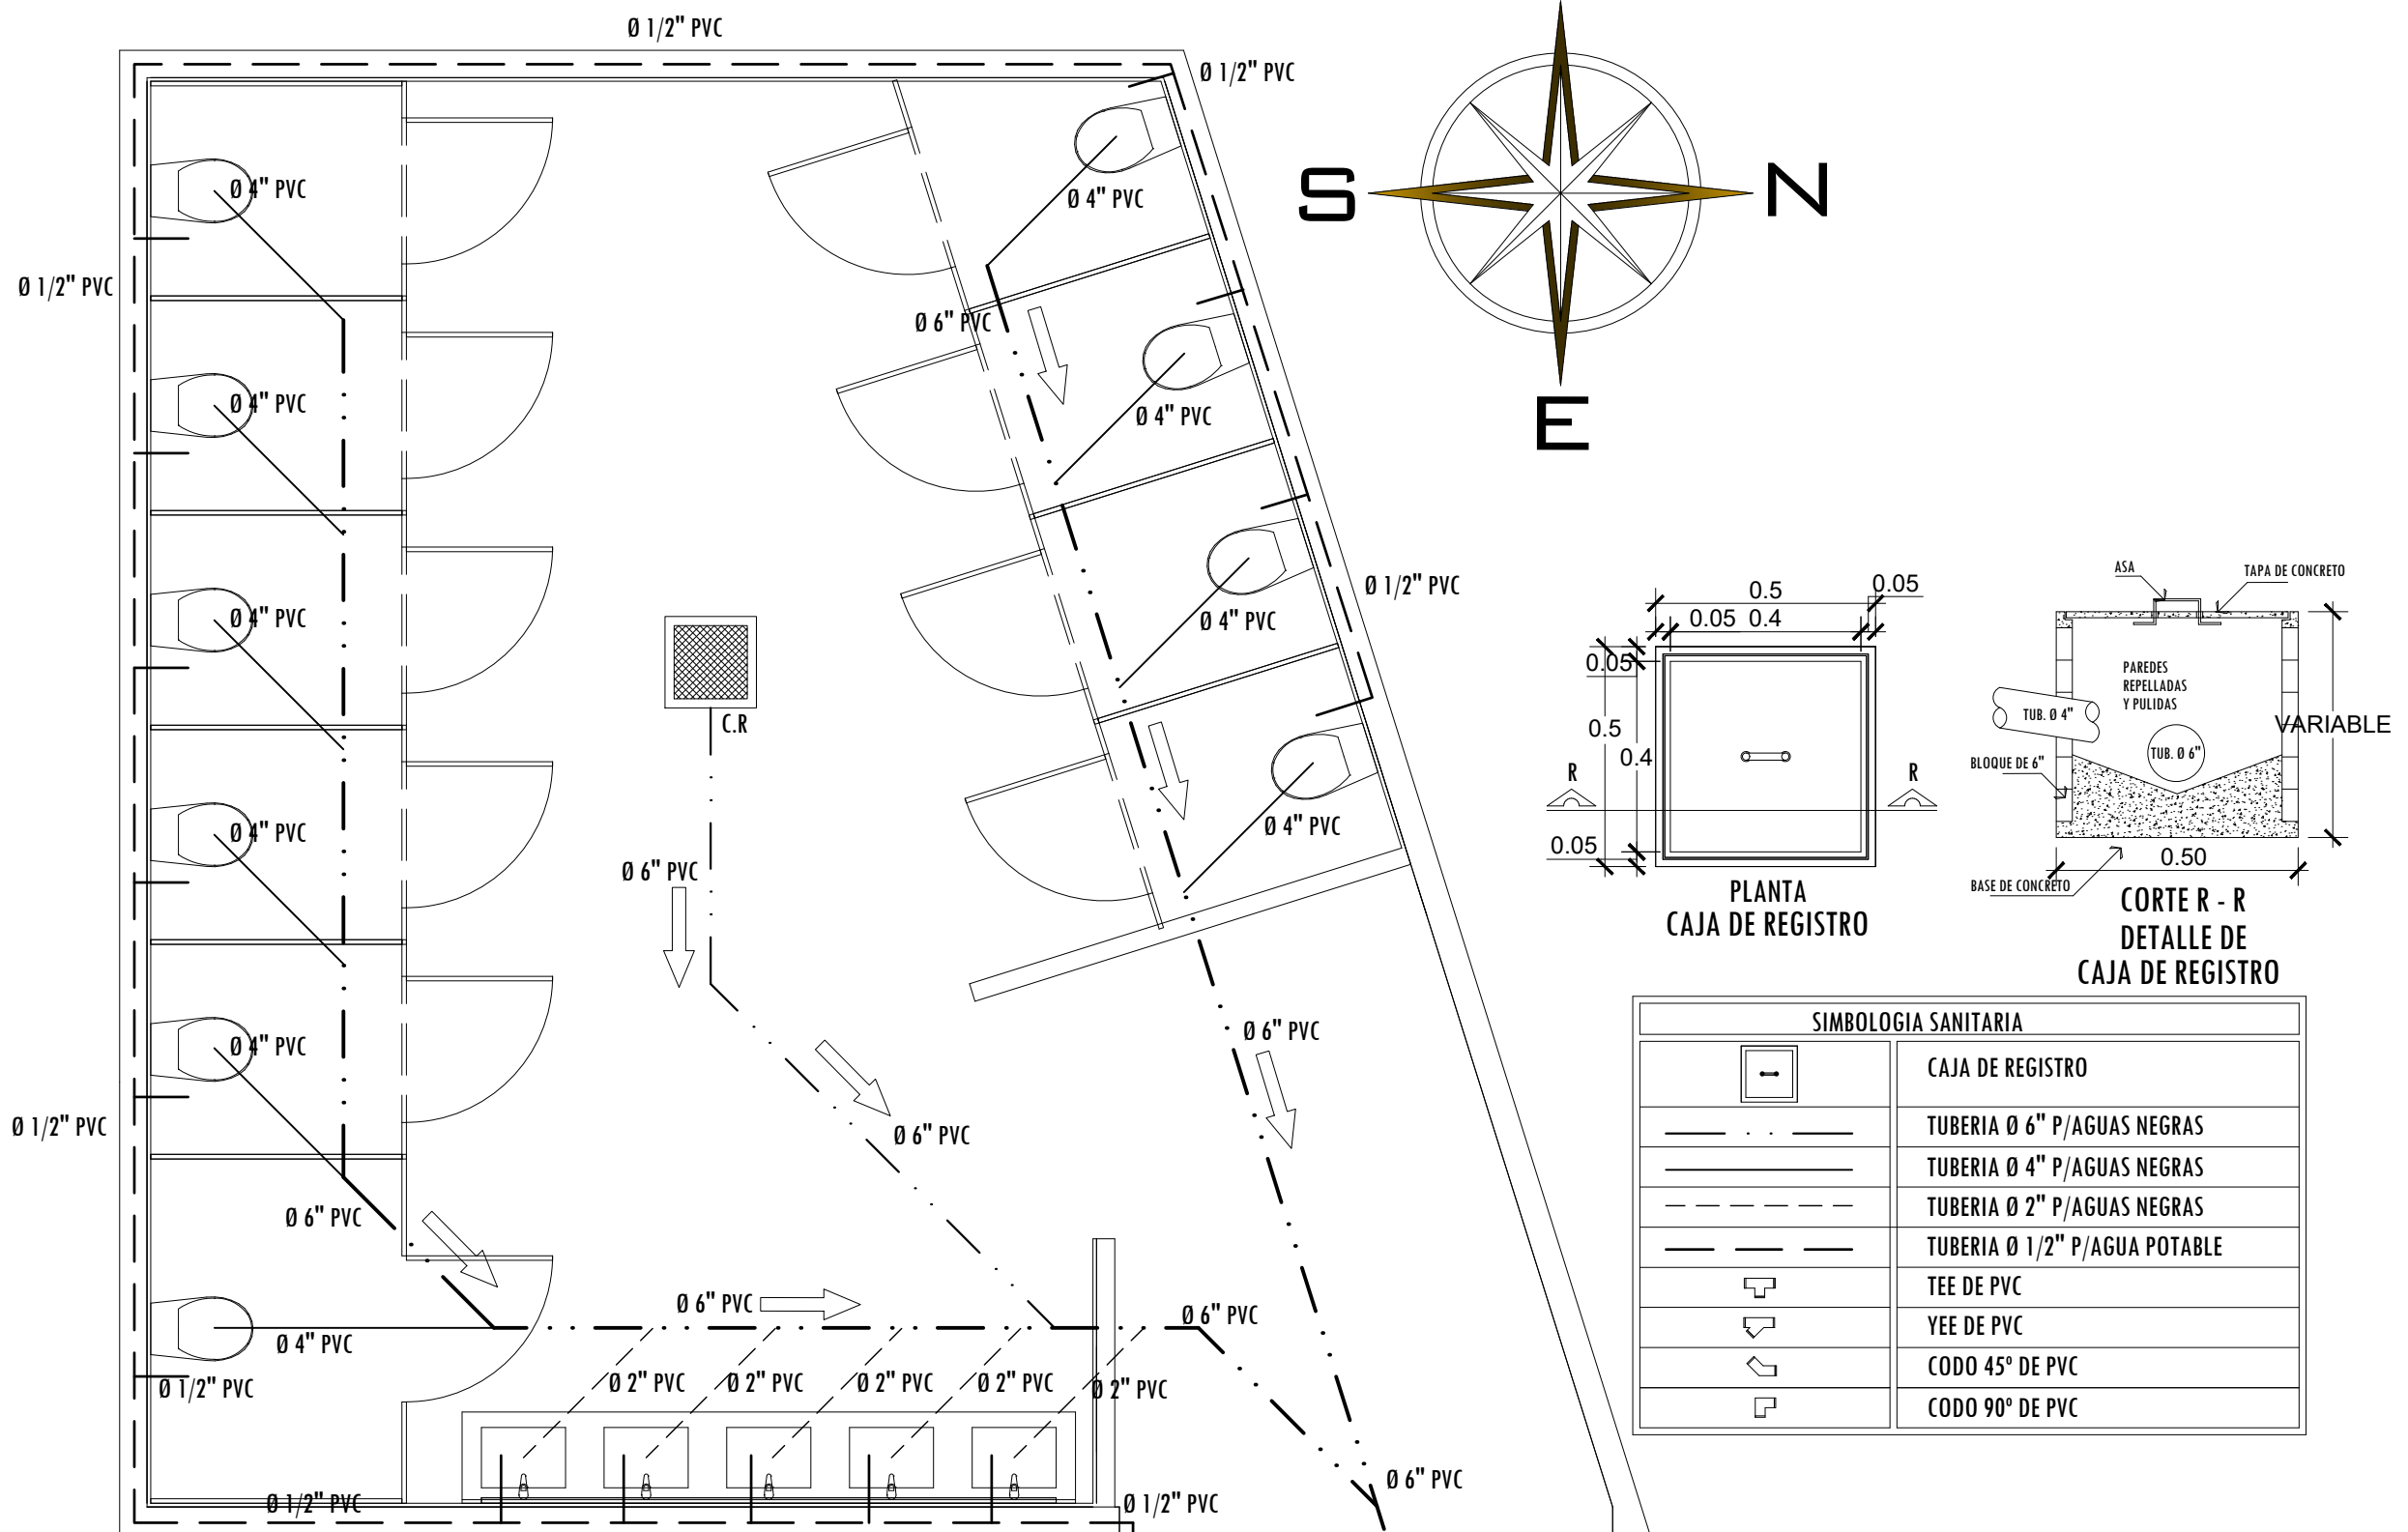 Ø 1/2" PVC
Ø 1/2" PVC
S
N
E
Ø 4" PVC
Ø 4" PVC
Ø 1/2" PVC
Ø 6" PVC
Ø 4" PVC
Ø 4" PVC
Ø 1/2" PVC
Ø 4" PVC
Ø 4" PVC
C.R
Ø 4" PVC
Ø 4" PVC
Ø 6" PVC
Ø 6" PVC
Ø 4" PVC
Ø 6" PVC
Ø 1/2" PVC
Ø 6" PVC
Ø 6" PVC
Ø 6" PVC
Ø 4" PVC
Ø 1/2" PVC
Ø 2" PVC
Ø 2" PVC
Ø 2" PVC
Ø 2" PVC
Ø 2" PVC
Ø 6" PVC
Ø 1/2" PVC
Ø 1/2" PVC
0.5
0.05
0.05
0.4
0.05
0.5
0.4
R
R
0.05
PLANTA
CAJA DE REGISTRO
ASA
TAPA DE CONCRETO
PAREDES
REPELLADAS
Y PULIDAS
TUB. Ø 4"
VARIABLE
TUB. Ø 6"
BLOQUE DE 6"
0.50
BASE DE CONCRETO
CORTE R - R
DETALLE DE
CAJA DE REGISTRO
SIMBOLOGIA SANITARIA
CAJA DE REGISTRO
TUBERIA Ø 6" P/AGUAS NEGRAS
TUBERIA Ø 4" P/AGUAS NEGRAS
TUBERIA Ø 2" P/AGUAS NEGRAS
TUBERIA Ø 1/2" P/AGUA POTABLE
TEE DE PVC
YEE DE PVC
CODO 45º DE PVC
CODO 90º DE PVC